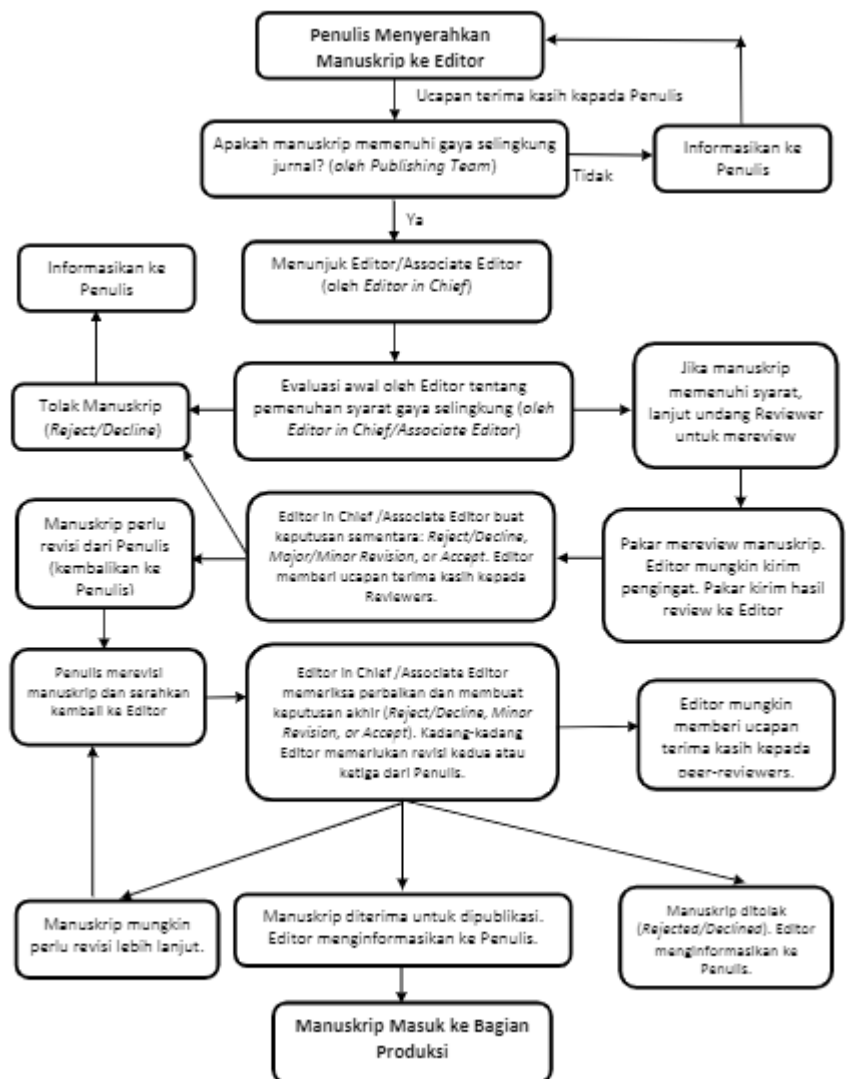 Penulis Menyerahkan
Manuskrip ke Editor
Ucapan terima kasih kepada Penulis
Apakah manuskrip memenuhi gaya selingkung
jurnal? (oleh Publishing Team)
Tidak
Informasikan ke
Penulis
Ya
Menunjuk Editor/Associate Editor
(oleh Editor in Chief)
Informasikan ke
Penulis
Evaluasi awal oleh Editor tentang
pemenuhan syarat gaya selingkung (oleh
Editor in Chief/Associate Editor)
Tolak Manuskrip
(Reject/Decline)
Jika manuskrip
memenuhi syarat,
lanjut undang Reviewer
untuk mereview
Manuskrip perlu
revisi dari Penulis
(kembalikan ke
Penulis)
Editor in Chief /Associate Editor buat
keputusan sementara: Reject/Decline,
Major/Minor Revision, or Accept. Editor
memberi ucapan terima kasih kepada
Reviewers.
Pakar mereview manuskrip.
Editor mungkin kirim
pengingat. Pakar kirim hasil
review ke Editor
Penulis merevisi
manuskrip dan serahkan
kembali ke Editor
Editor in Chief /Associate Editor
memeriksa perbaikan dan membuat
keputusan akhir (Reject/Decline, Minor
Revision, or Accept). Kadang-kadang
Editor memerlukan revisi kedua atau
ketiga dari Penulis.
Editor mungkin
memberi ucapan
terima kasih kepada
peer-reviewers.
Manuskrip mungkin
perlu revisi lebih lanjut.
Manuskrip diterima untuk dipublikasi.
Editor menginformasikan ke Penulis.
Manuskrip ditolak
(Rejected/Declined). Editor
menginformasikan ke
Penulis.
Manuskrip Masuk ke Bagian
Produksi